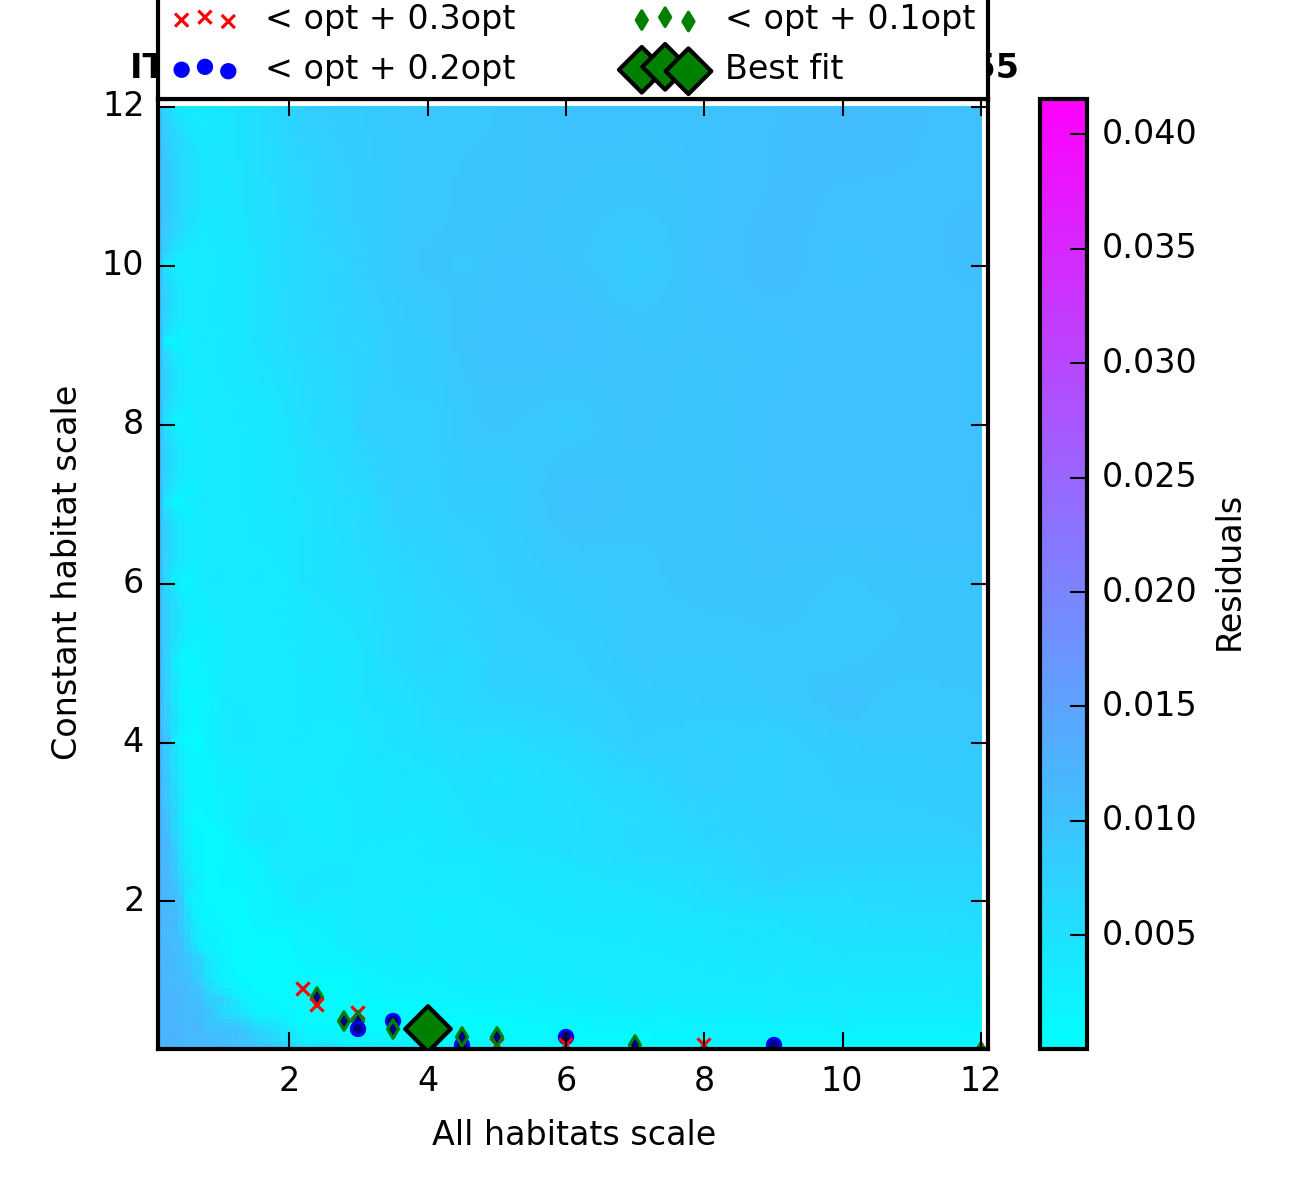 < opt + 0.3opt
< opt + 0.1opt
< opt + 0.2opt
Best fit
12
10
8
6
4
2
Constant habitat scale
2 4 6 8 10 12
All habitats scale
0.040
0.035
0.030
0.025
0.020
0.015
0.010
0.005
Residuals